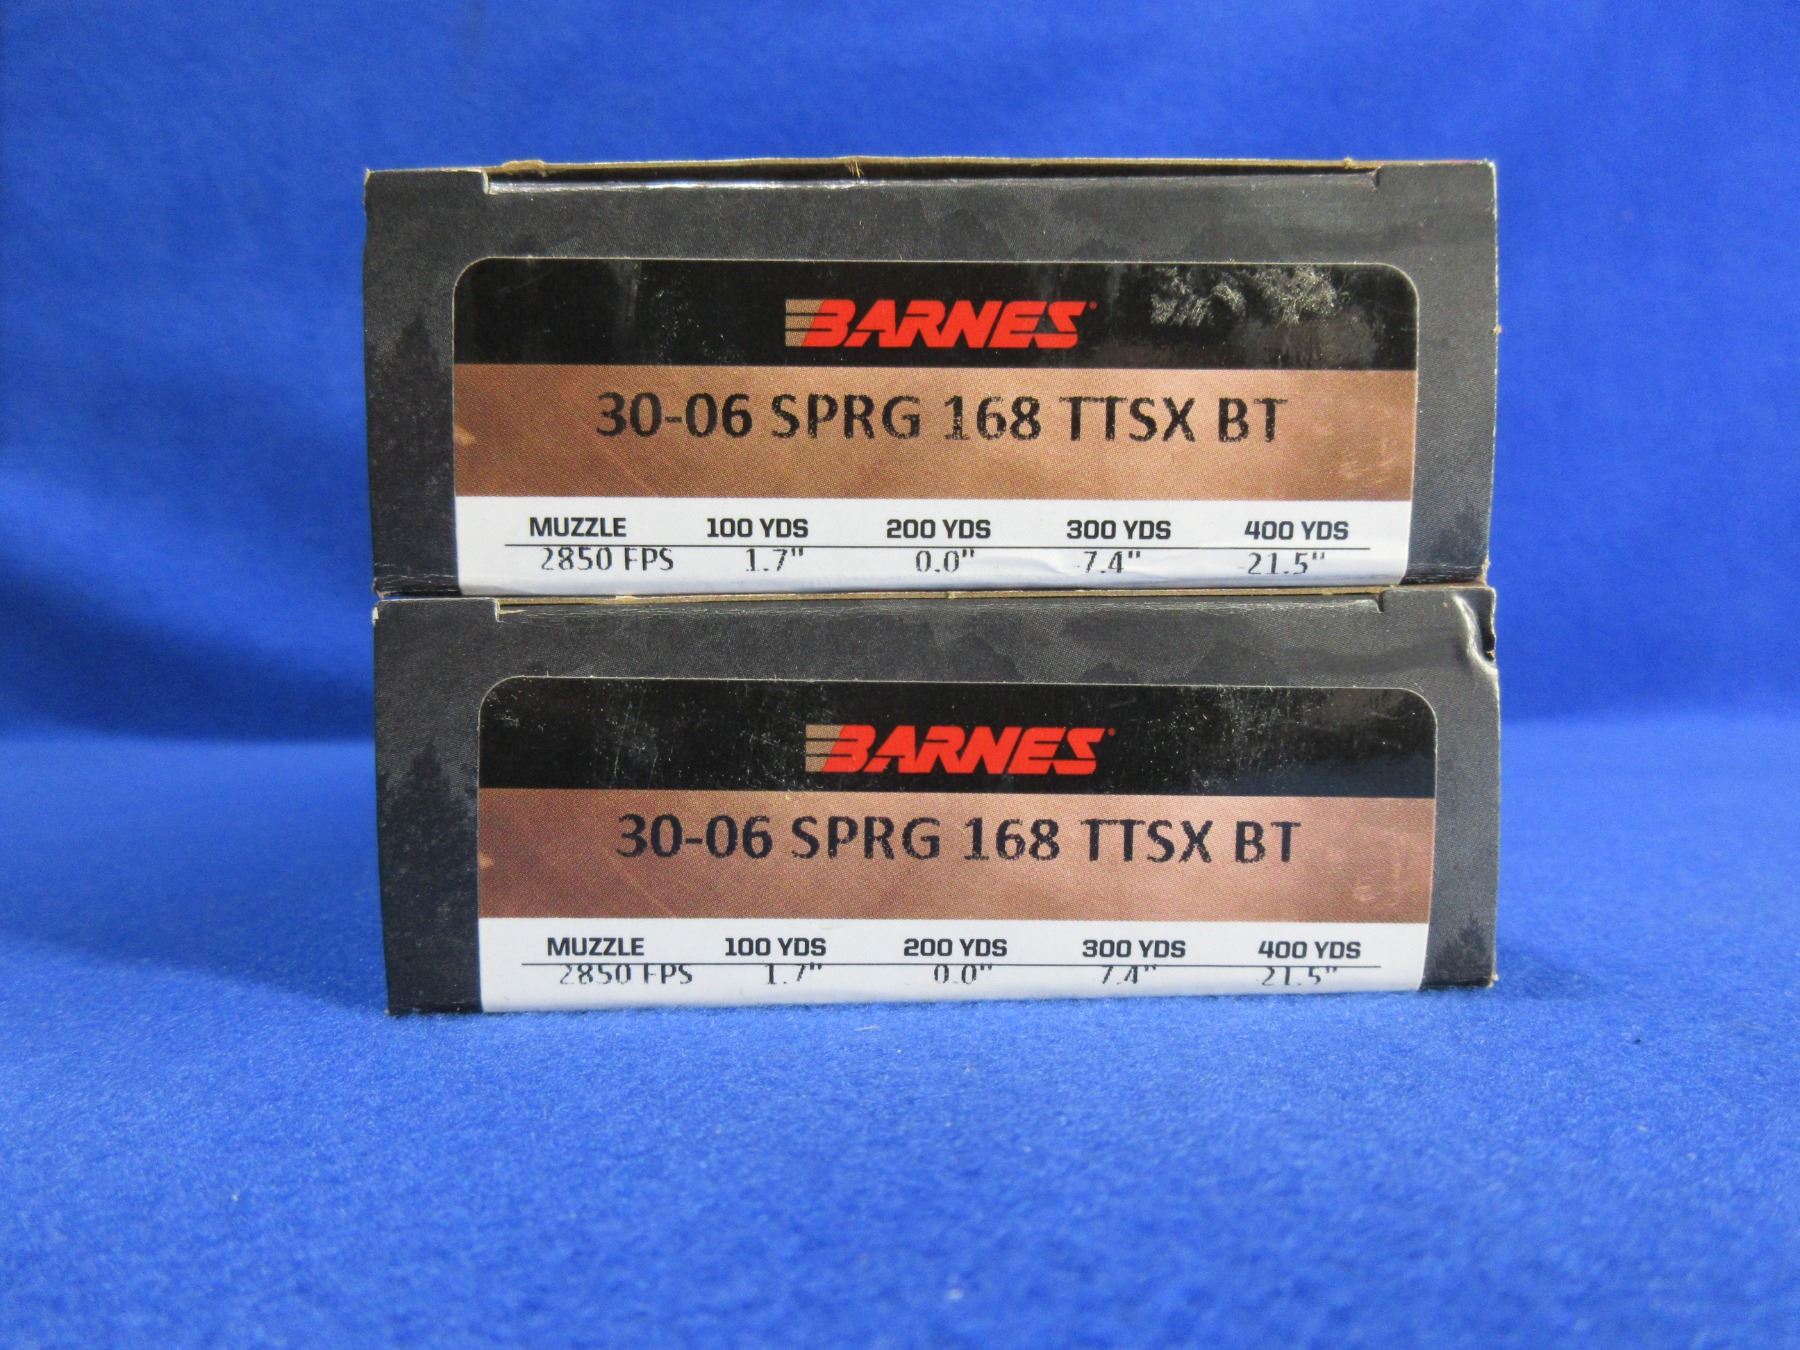 BARNES
30-06 SPRG 168 TTSX BT
MUZZLE 100 YDS 200 YDS 300 YDS 400 YDS
2850 FPS 1.7" 0.0" -7.4" -21.5"
BARNES
30-06 SPRG 168 TTSX BT
MUZZLE 100 YDS 200 YDS 300 YDS 400 YDS
2850 FPS 1.7" 0.0" 7.4" 21.5"